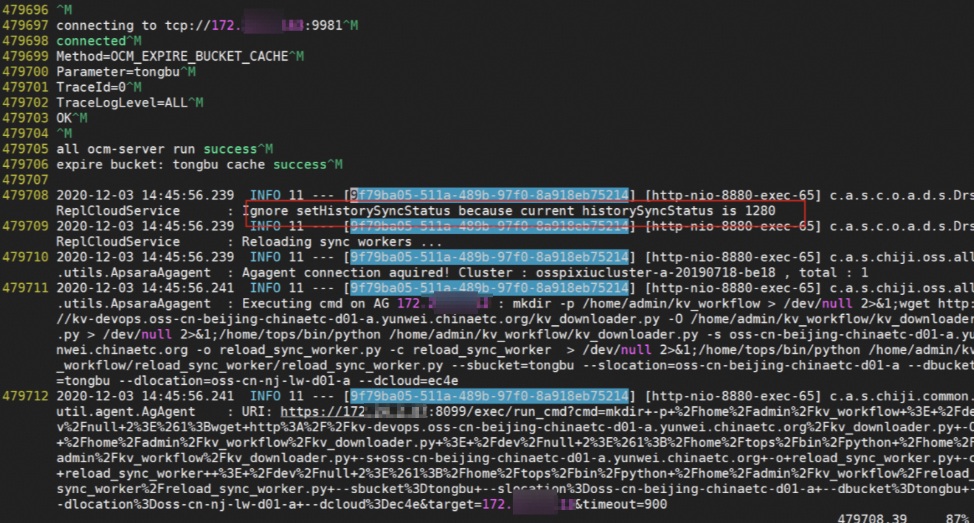 479696 ^M
479697 connecting to tcp://172. :9981^M
479698 connected^M
479699 Method=OCM_EXPIRE_BUCKET_CACHE^M
479700 Parameter=tongbu^M
479701 TraceId=0^M
479702 TraceLogLevel=ALL^M
479703 OK^M
479704 ^M
479705 all ocm-server run success^M
479706 expire bucket: tongbu cache success^M
479707
479708 2020-12-03 14:45:56.239  INFO 11 --- [9f79ba05-511a-489b-97f0-8a918eb75214] [http-nio-8880-exec-65] c.a.s.c.o.a.d.s.Drs
ReplCloudService      : Ignore setHistorySyncStatus because current historySyncStatus is 1280
479709 2020-12-03 14:45:56.239  INFO 11 --- [9f79ba05-511a-489b-97f0-8a918eb75214] [http-nio-8880-exec-65] c.a.s.c.o.a.d.s.Drs
ReplCloudService      : Reloading sync workers ...
479710 2020-12-03 14:45:56.239  INFO 11 --- [9f79ba05-511a-489b-97f0-8a918eb75214] [http-nio-8880-exec-65] c.a.s.chiji.oss.all
.utils.ApsaraAgagent  : Agagent connection aquired! Cluster : osspixiucluster-a-20190718-be18 , total : 1
479711 2020-12-03 14:45:56.241  INFO 11 --- [9f79ba05-511a-489b-97f0-8a918eb75214] [http-nio-8880-exec-65] c.a.s.chiji.oss.all
.utils.ApsaraAgagent  : Executing cmd on AG 172. : mkdir -p /home/admin/kv_workflow > /dev/null 2>&1;wget http:
//kv-devops.oss-cn-beijing-chinaetc-d01-a.yunwei.chinaetc.org/kv_downloader.py -O /home/admin/kv_workflow/kv_downloader
.py > /dev/null 2>&1;/home/tops/bin/python /home/admin/kv_workflow/kv_downloader.py -s oss-cn-beijing-chinaetc-d01-a.yu
nwei.chinaetc.org -o reload_sync_worker.py -c reload_sync_worker  > /dev/null 2>&1;/home/tops/bin/python /home/admin/kv
_workflow/reload_sync_worker/reload_sync_worker.py --sbucket=tongbu --slocation=oss-cn-beijing-chinaetc-d01-a --dbucket
=tongbu --dlocation=oss-cn-nj-lw-d01-a --dcloud=ec4e
479712 2020-12-03 14:45:56.241  INFO 11 --- [9f79ba05-511a-489b-97f0-8a918eb75214] [http-nio-8880-exec-65] c.a.s.chiji.common.
util.agent.AgAgent    : URI: https://172. :8099/exec/run_cmd?cmd=mkdir+-p+%2Fhome%2Fadmin%2Fkv_workflow+%3E+%2Fde
v%2Fnull+2%3E%261%3Bwget+http%3A%2F%2Fkv-devops.oss-cn-beijing-chinaetc-d01-a.yunwei.chinaetc.org%2Fkv_downloader.py+-O
+%2Fhome%2Fadmin%2Fkv_workflow%2Fkv_downloader.py+%3E+%2Fdev%2Fnull+2%3E%261%3B%2Fhome%2Ftops%2Fbin%2Fpython+%2Fhome%2F
admin%2Fkv_workflow%2Fkv_downloader.py+-s+oss-cn-beijing-chinaetc-d01-a.yunwei.chinaetc.org+-o+reload_sync_worker.py+-c
+reload_sync_worker++%3E+%2Fdev%2Fnull+2%3E%261%3B%2Fhome%2Ftops%2Fbin%2Fpython+%2Fhome%2Fadmin%2Fkv_workflow%2Freload_
sync_worker%2Freload_sync_worker.py+--sbucket%3Dtongbu+--slocation%3Doss-cn-beijing-chinaetc-d01-a+--dbucket%3Dtongbu+-
-dlocation%3Doss-cn-nj-lw-d01-a+--dcloud%3Dec4e&target=172. &timeout=900
479708,39     87%